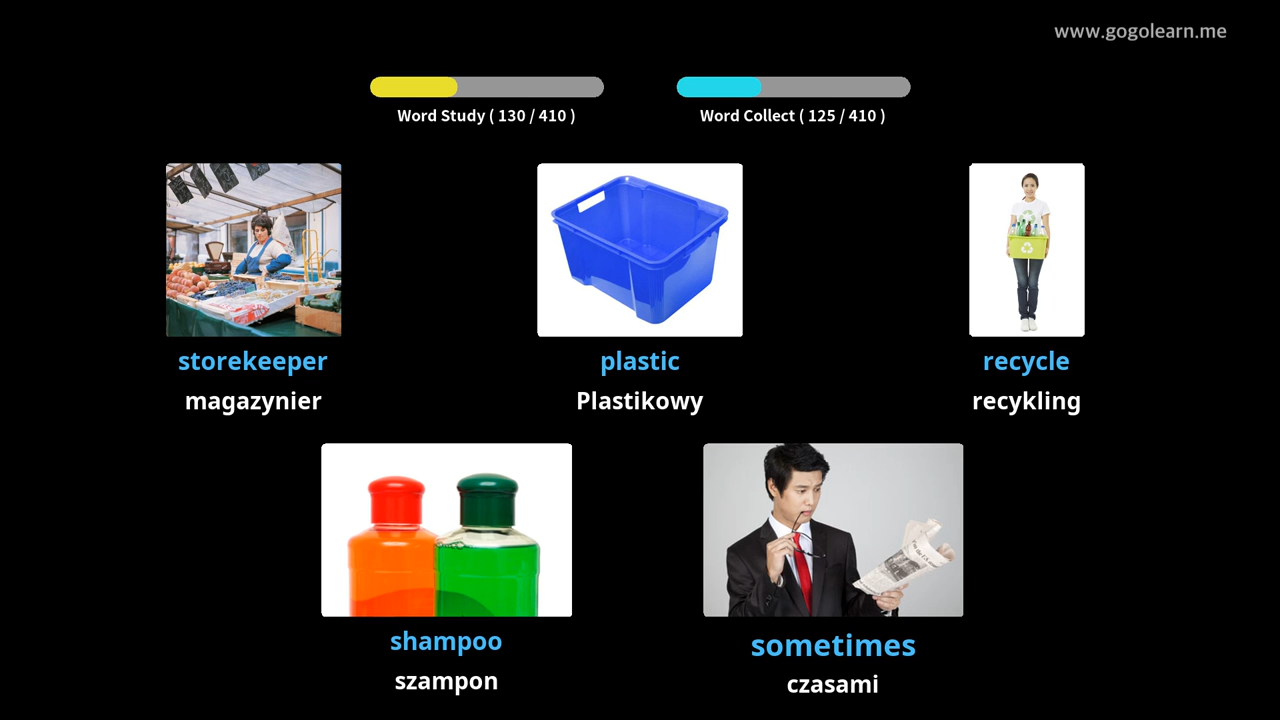 www.gogolearn.me
Word Study ( 130 / 410 )
Word Collect ( 125 / 410 )
storekeeper
magazynier
plastic
Plastikowy
recycle
recykling
shampoo
szampon
sometimes
czasami